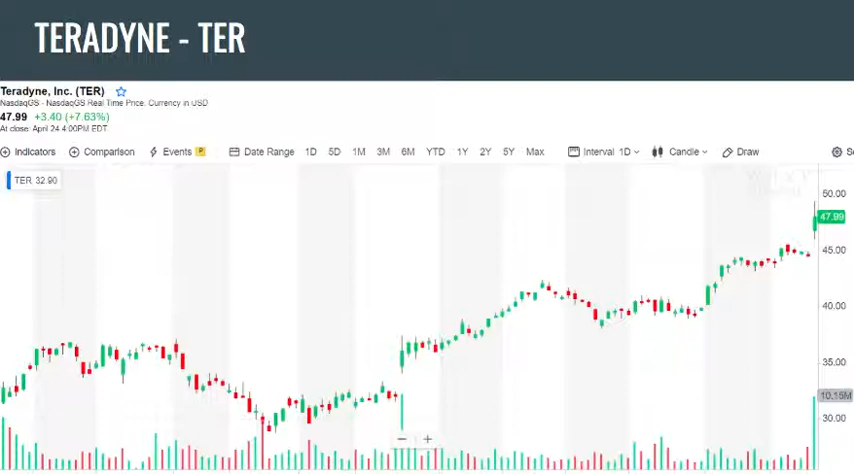 TERADYNE - TER
Teradyne, Inc. (TER)
NasdaqGS - NasdaqGS Real Time Price. Currency in USD
47.99 +3.40 (+7.63%)
At close: April 24 4:00PM EDT
Indicators Comparison Events P Date Range 1D 5D 1M 3M 6M YTD 1Y 2Y 5Y Max Interval 1D Candle Draw
TER 32.90
50.00
47.99
45.00
40.00
35.00
10.15M
30.00